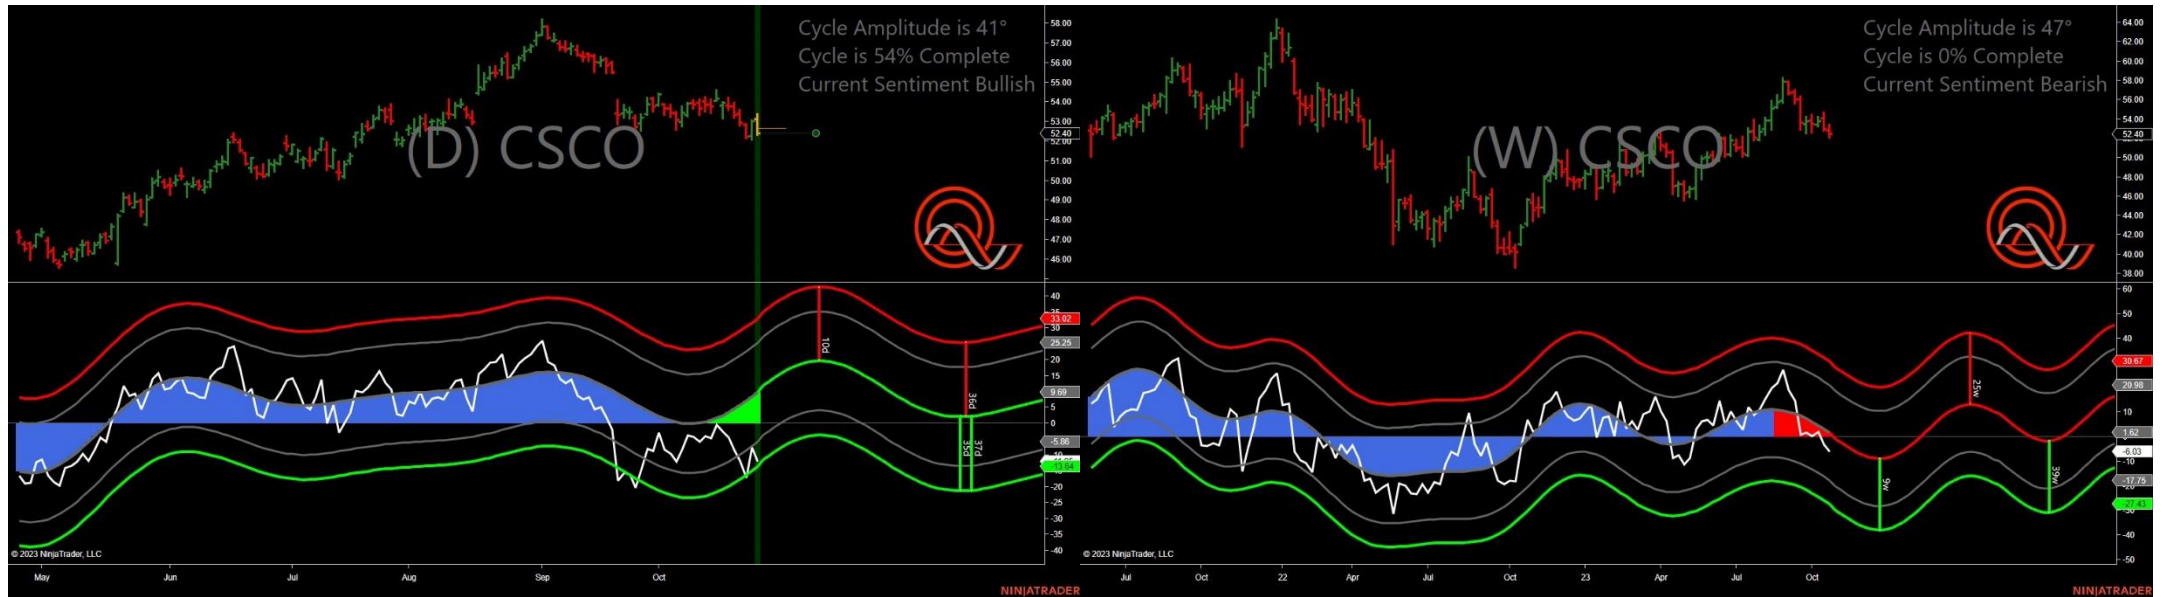 Cycle Amplitude is 41°
Cycle is 54% Complete
Current Sentiment Bullish
(D) CSCO
58.00
57.00
56.00
55.00
54.00
53.00
52.40
52.00
51.00
50.00
49.00
48.00
47.00
46.00
40
35
33.02
30
25.25
20
15
9.69
5
0
-5.86
-13.64
-20
-25
-30
-35
-40
10d
36d
35d
37d
© 2023 NinjaTrader, LLC
May Jun Jul Aug Sep Oct
NINJATRADER
Cycle Amplitude is 47°
Cycle is 0% Complete
Current Sentiment Bearish
(W) CSCO
64.00
62.00
60.00
58.00
56.00
54.00
52.40
50.00
48.00
46.00
44.00
42.00
40.00
38.00
60
50
40
30.67
20.98
10
1.62
-6.03
-10
-17.75
-27.43
-40
-50
25w
9w
39w
© 2023 NinjaTrader, LLC
Jul Oct 22 Apr Jul Oct 23 Apr Jul Oct
NINJATRADER